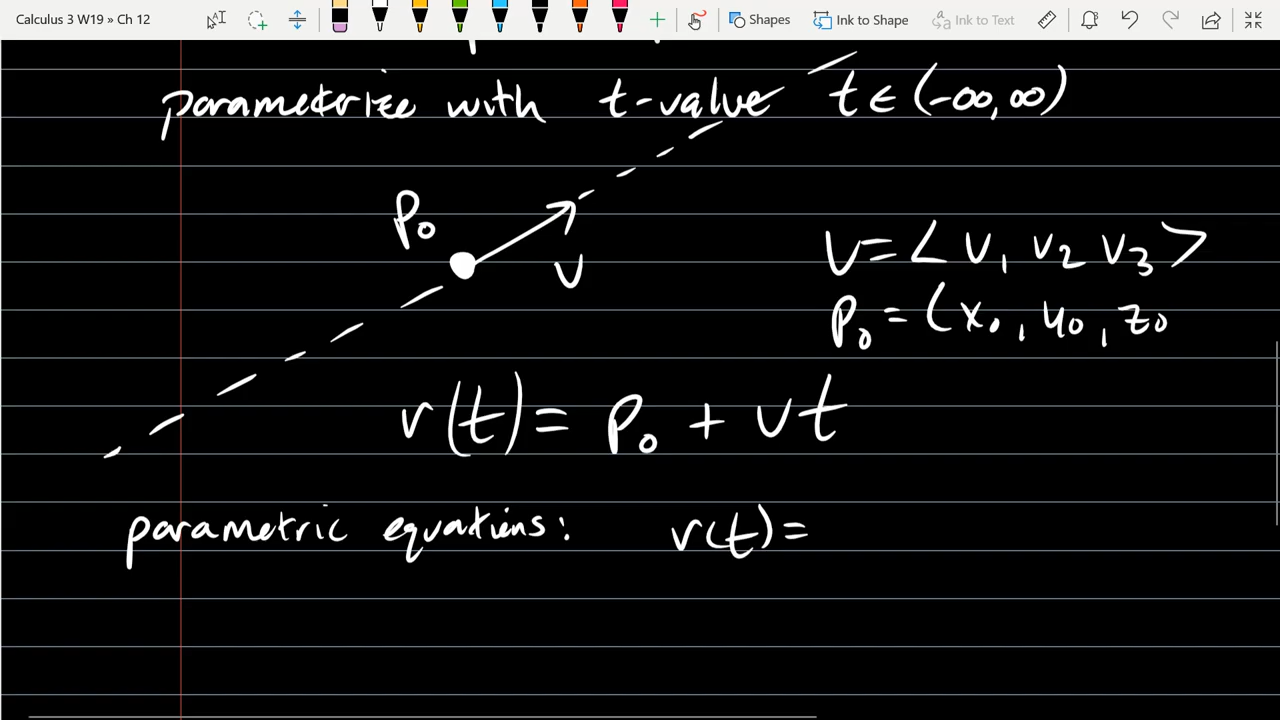 Calculus 3 W19 » Ch 12 Shapes Ink to Shape Ink to Text
parametrize with t-value t ∈ (-∞, ∞)
P₀
v
v = < v₁ v₂ v₃ >
P₀ = (x₀, y₀, z₀
r(t) = P₀ + vt
parametric equations: r(t) =